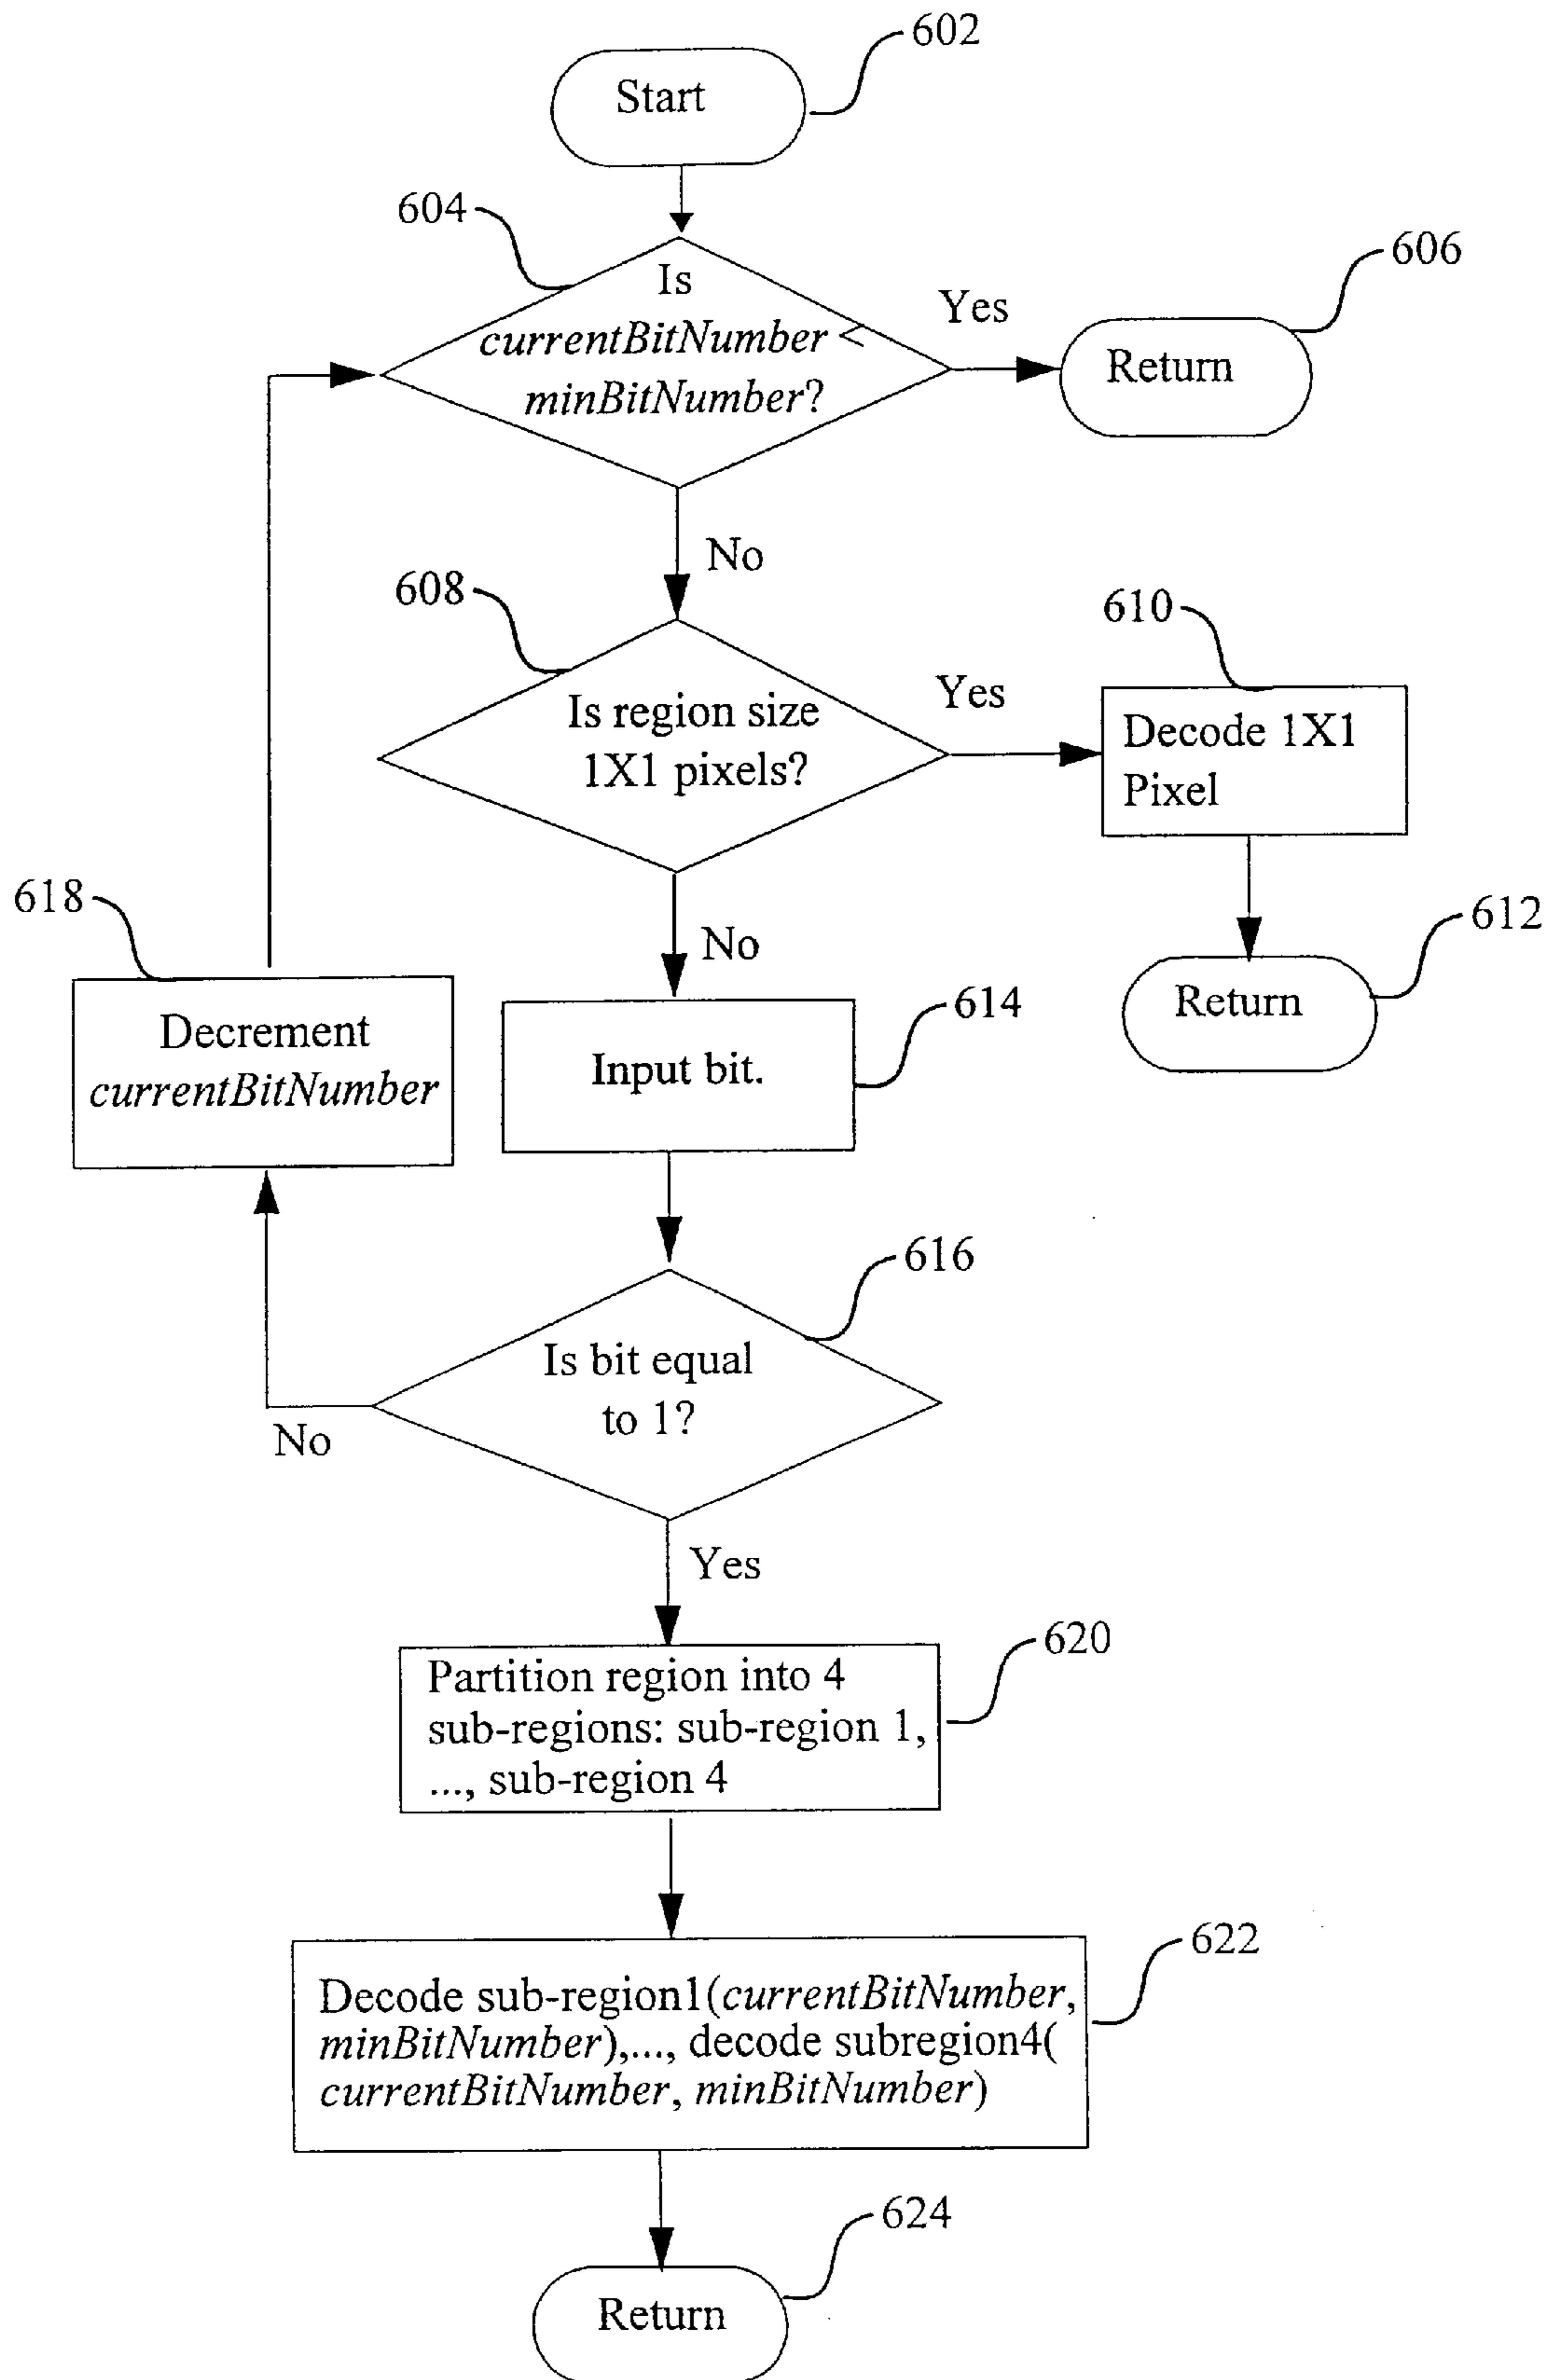 602
Start
604
Is
currentBitNumber <
minBitNumber?
Yes
606
Return
No
608
Is region size
1X1 pixels?
Yes
610
Decode 1X1
Pixel
612
Return
No
618
Decrement
currentBitNumber
614
Input bit.
616
Is bit equal
to 1?
No
Yes
620
Partition region into 4
sub-regions: sub-region 1,
..., sub-region 4
622
Decode sub-region1(currentBitNumber,
minBitNumber),..., decode subregion4(
currentBitNumber, minBitNumber)
624
Return